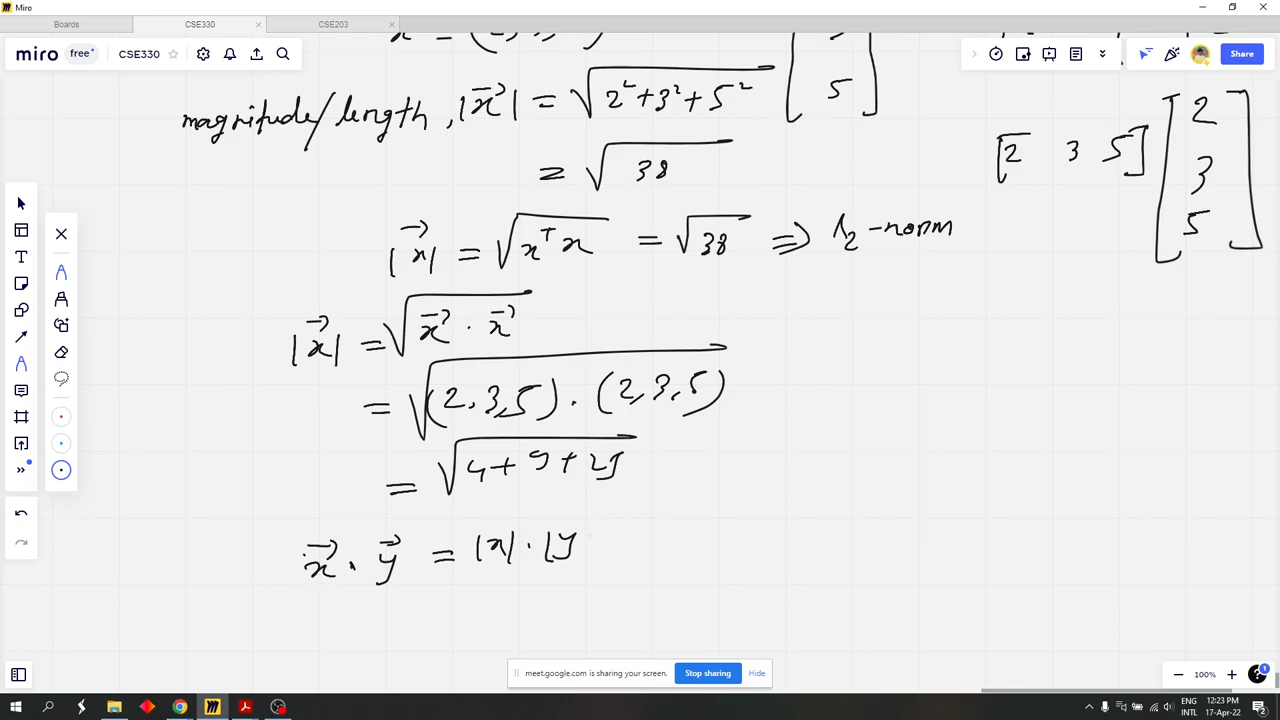 Miro
Boards
CSE330
CSE203
miro free
CSE330
Share
magnitude/length, |x⃗| = √(2²+3²+5²)
5
= √38
[2 3 5] [2
3
5]
|x⃗| = √(xᵀx) = √38 ⇒ l₂-norm
|x⃗| = √(x⃗ · x⃗)
= √((2,3,5) · (2,3,5))
= √(4+9+25)
x⃗ · y⃗ = |x| · |y
meet.google.com is sharing your screen. Stop sharing Hide
100%
1
12:23 PM
INTL 17-Apr-22
2